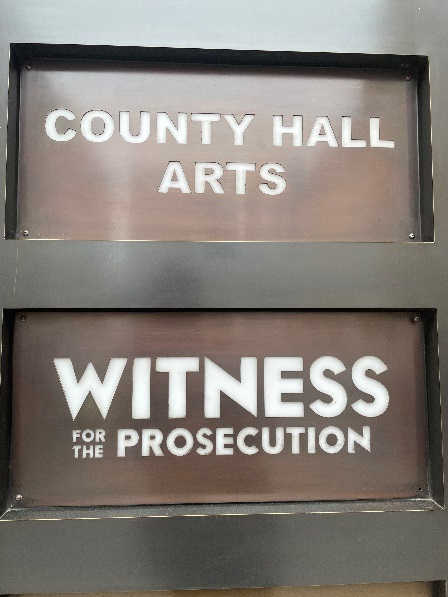 COUNTY HALL
ARTS
WITNESS
FOR THE PROSECUTION